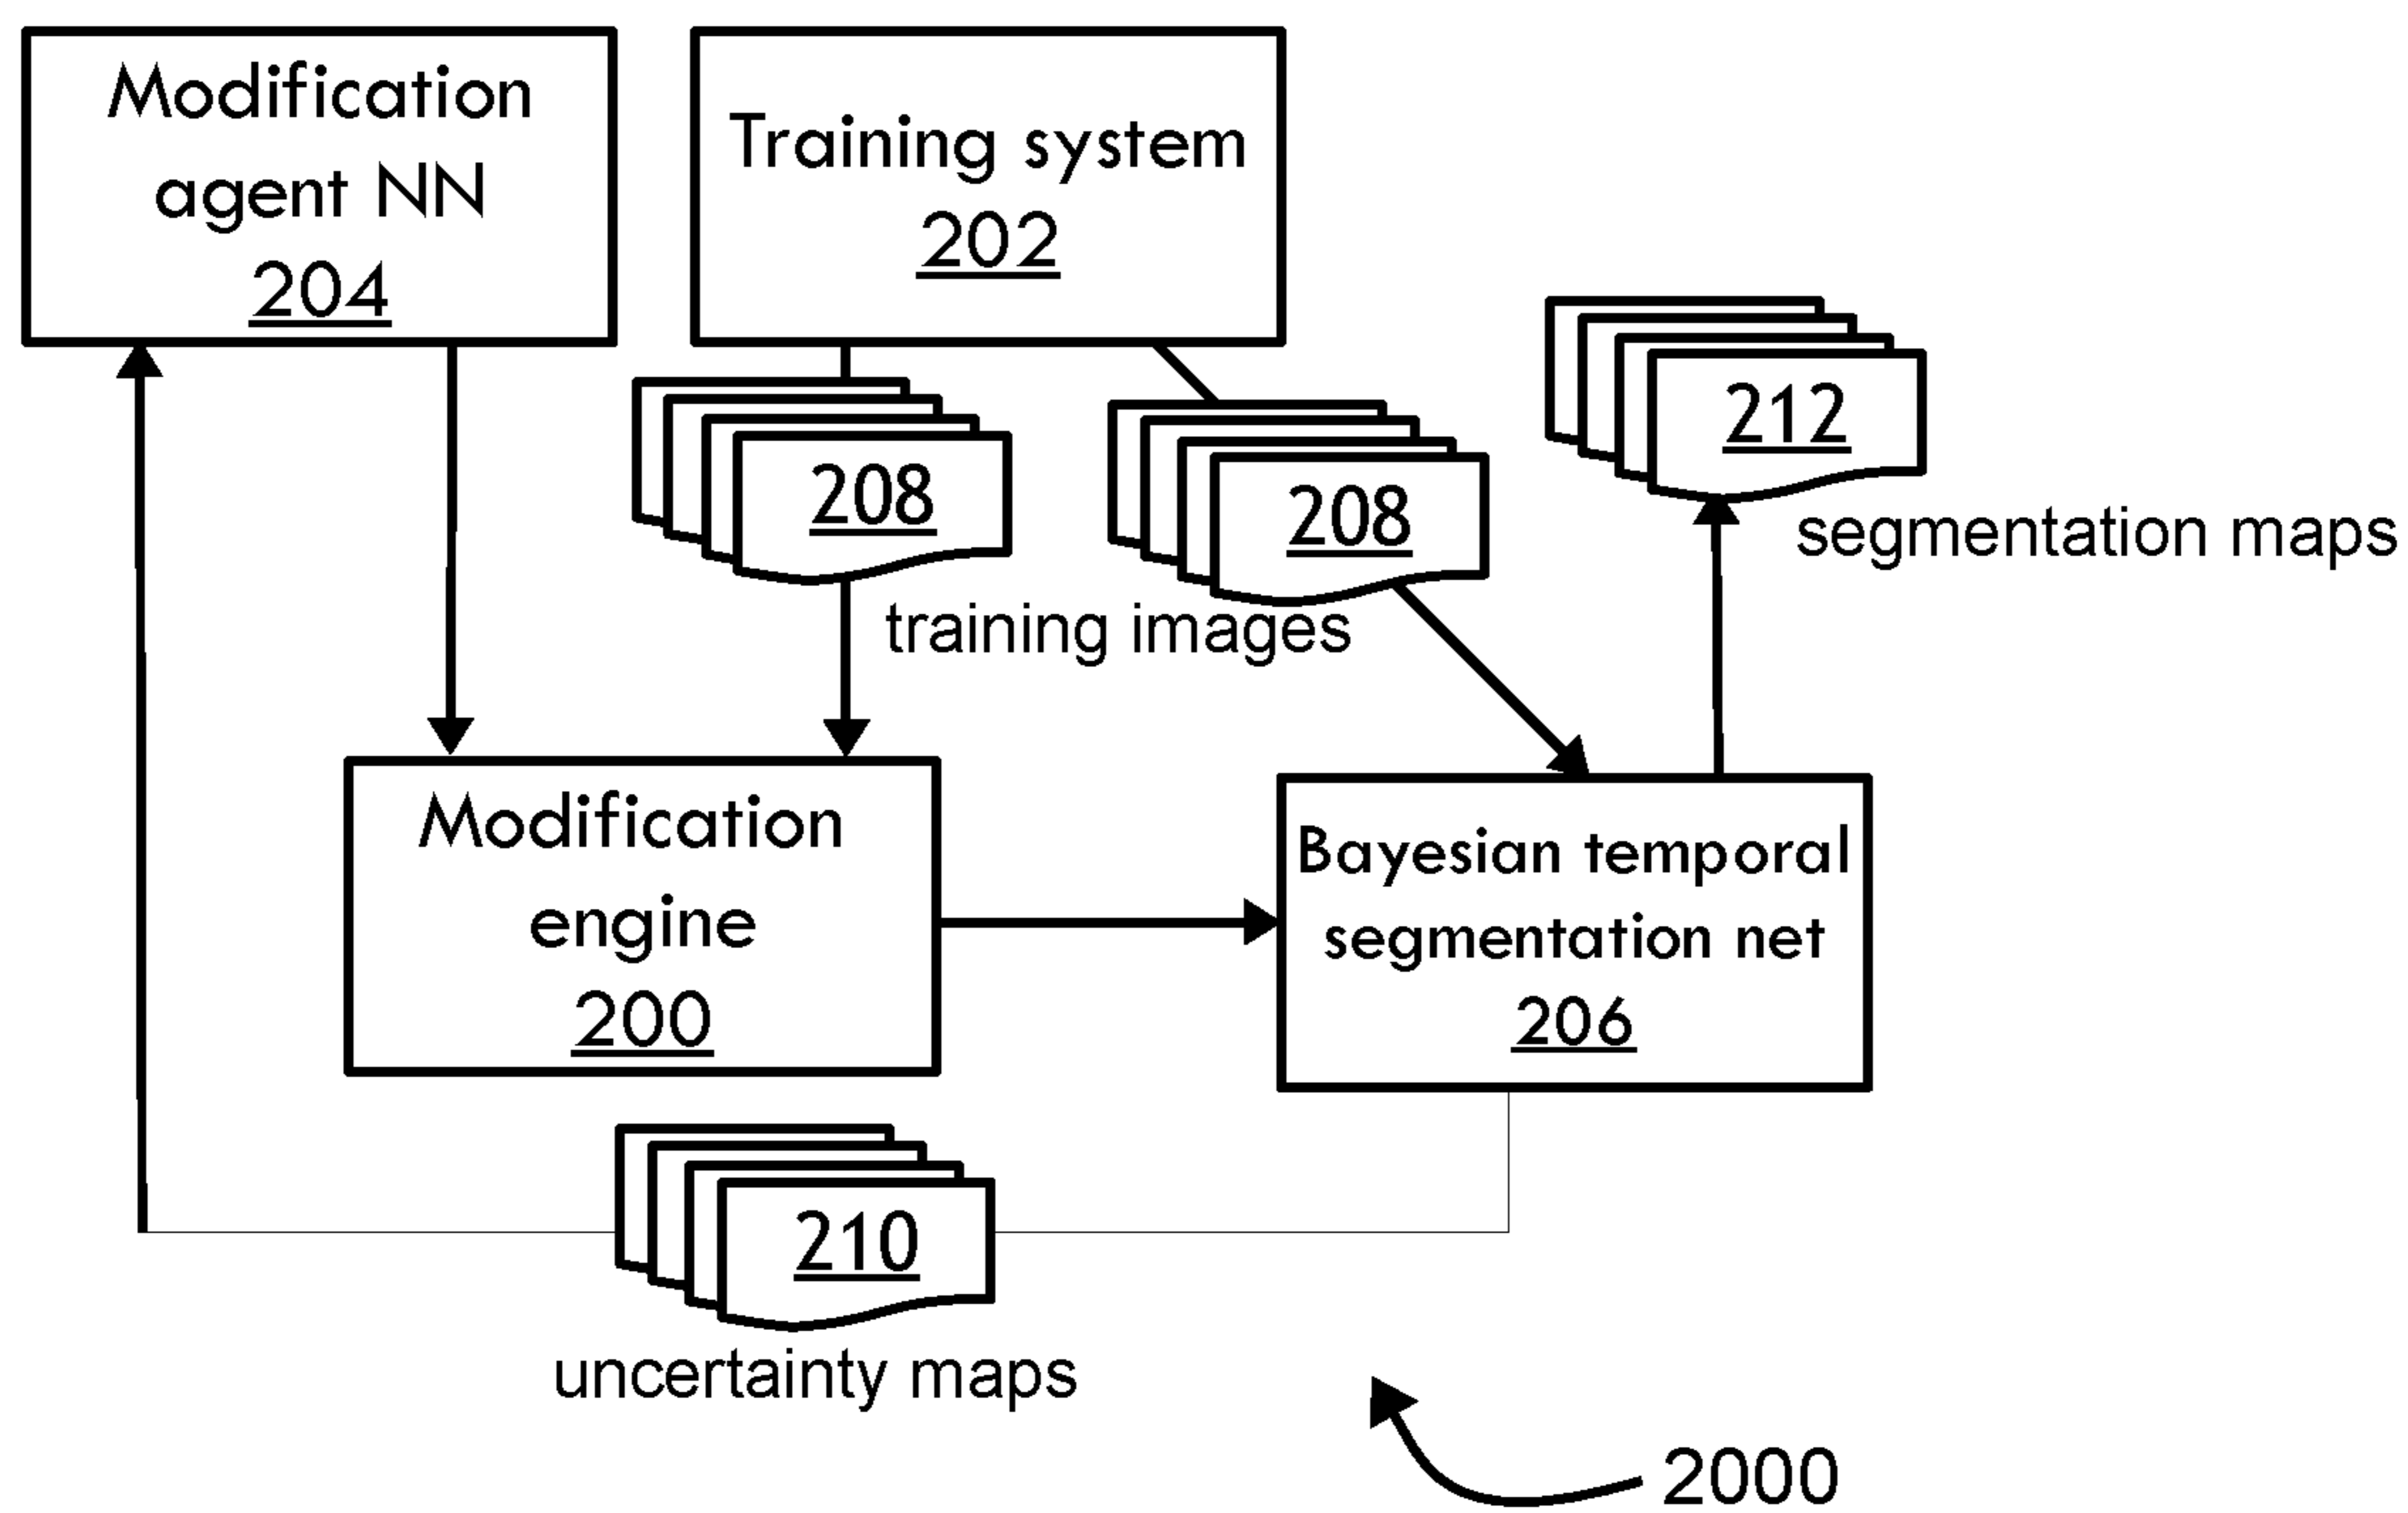 Modification
agent NN
204
Training system
202
212
segmentation maps
208
208
training images
Modification
engine
200
Bayesian temporal
segmentation net
206
210
uncertainty maps
2000